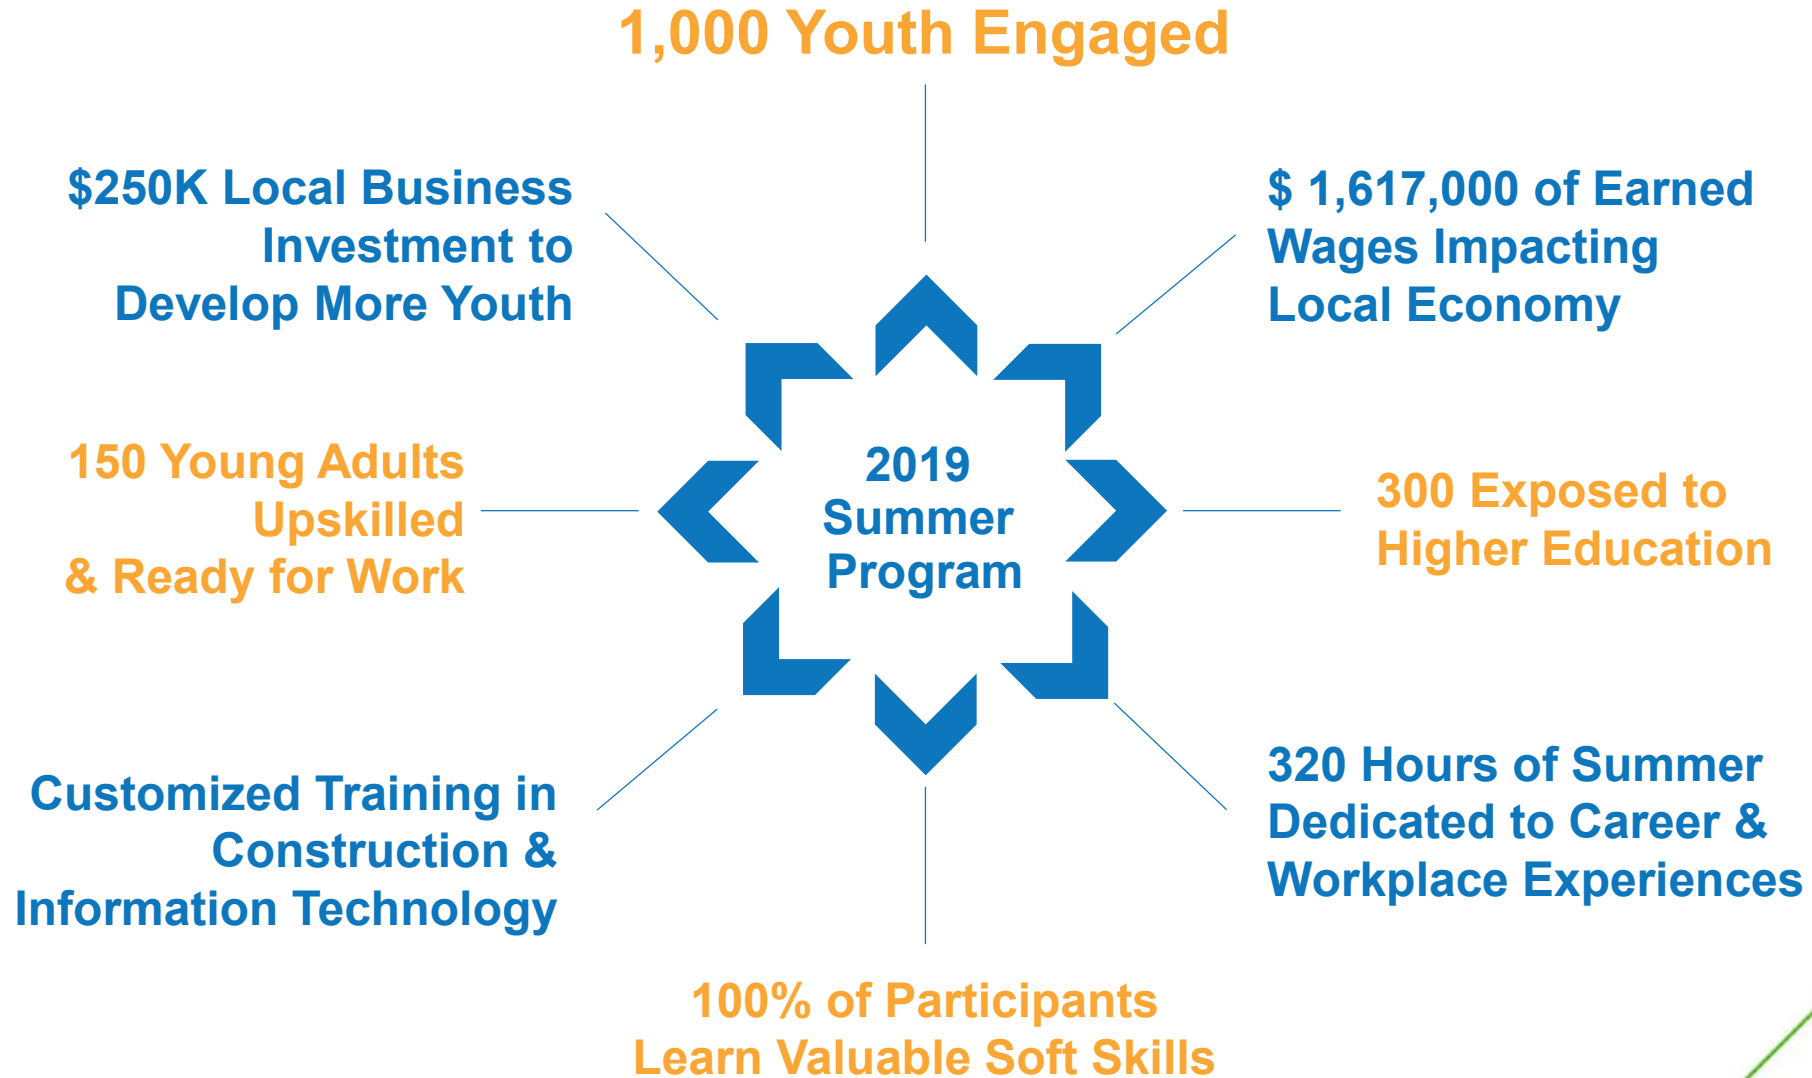 1,000 Youth Engaged
$250K Local Business
Investment to
Develop More Youth
$ 1,617,000 of Earned
Wages Impacting
Local Economy
150 Young Adults
Upskilled
& Ready for Work
2019
Summer
Program
300 Exposed to
Higher Education
Customized Training in
Construction &
Information Technology
320 Hours of Summer
Dedicated to Career &
Workplace Experiences
100% of Participants
Learn Valuable Soft Skills